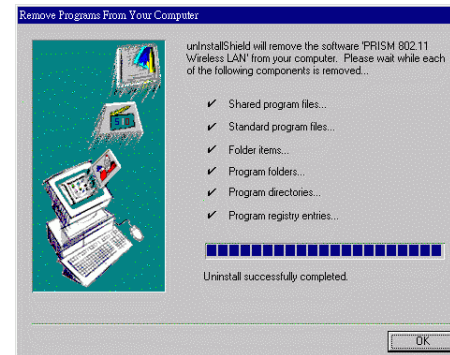 Remove Programs From Your Computer
unInstallShield will remove the software 'PRISM 802.11
Wireless LAN' from your computer. Please wait while each
of the following components is removed...
✔ Shared program files...
✔ Standard program files...
✔ Folder items...
✔ Program folders...
✔ Program directories...
✔ Program registry entries...
Uninstall successfully completed.
OK